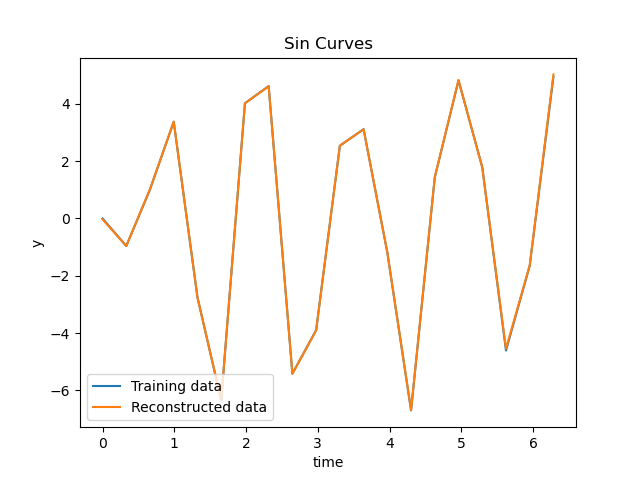 Sin Curves
4
2
0
−2
−4
−6
y
Training data
Reconstructed data
0 1 2 3 4 5 6
time